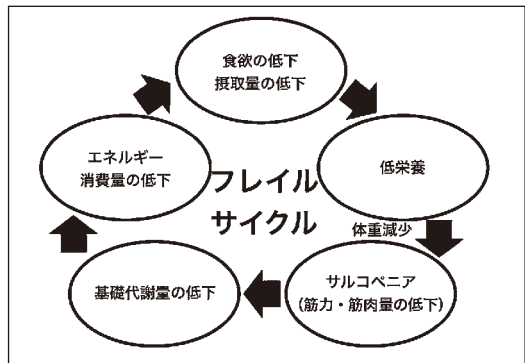 食欲の低下
摂取量の低下
低栄養
体重減少
サルコペニア
(筋力・筋肉量の低下)
基礎代謝量の低下
エネルギー
消費量の低下
フレイル
サイクル